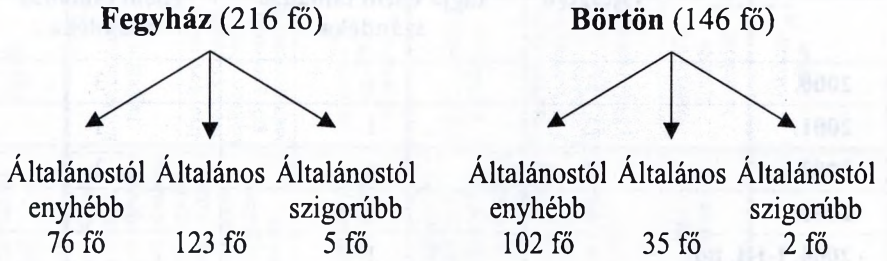 Fegyház (216 fő) Börtön (146 fő)
Általánostól Általános Általánostól Általánostól Általános Általánostól
enyhébb szigorúbb enyhébb szigorúbb
76 fő 123 fő 5 fő 102 fő 35 fő 2 fő